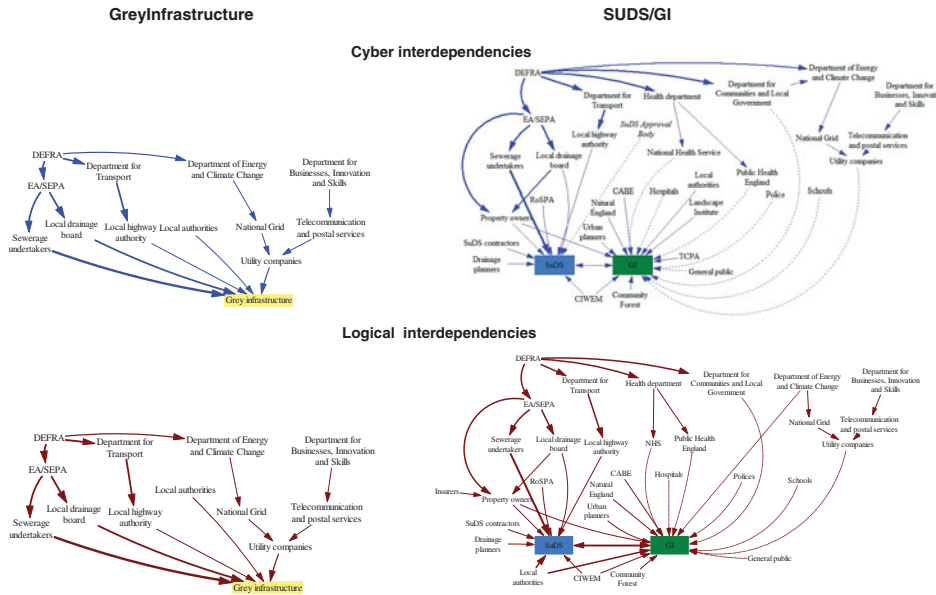 GreyInfrastructure
SUDS/GI
Cyber interdependencies
DEFRA
Department for
Transport
Department of Energy
and Climate Change
Department for
Businesses, Innovation
and Skills
EA/SEPA
Local drainage
board
Local highway
authority
Local authorities
National Grid
Telecommunication
and postal services
Sewerage
undertakers
Utility companies
Grey infrastructure
DEFRA
Department of Energy
and Climate Change
Department for
Transport
Health department
Department for
Communities and Local
Government
Department for
Businesses, Innovation
and Skills
EA/SEPA
SuDS Approval
Body
Local highway
authority
National Grid
Telecommunication
and postal services
Sewerage
undertakers
Local drainage
board
National Health Service
Utility companies
Local
authorities
Public Health
England
CABE
Hospitals
Police
Schools
RoSPA
Natural
England
Landscape
Institute
Property owners
Urban
planners
SuDS contractors
Drainage
planners
SuDS
GI
TCPA
General public
CIWEM
Community
Forest
Logical interdependencies
DEFRA
Department for
Transport
Department of Energy
and Climate Change
Department for
Businesses, Innovation
and Skills
EA/SEPA
Local authorities
Local drainage
board
Local highway
authority
National Grid
Telecommunication
and postal services
Sewerage
undertakers
Utility companies
Grey infrastructure
DEFRA
Department for
Transport
Health department
Department for
Communities and Local
Government
Department of Energy
and Climate Change
Department for
Businesses, Innovation
and Skills
EA/SEPA
National Grid
Telecommunication
and postal services
Sewerage
undertakers
Local drainage
board
Local highway
authority
NHS
Public Health
England
Utility companies
CABE
Hospitals
Polices
Schools
RoSPA
Natural
England
Insurers
Property owners
Urban
planners
SuDS contractors
Drainage
planners
SuDS
GI
General public
Local
authorities
CIWEM
Community
Forest